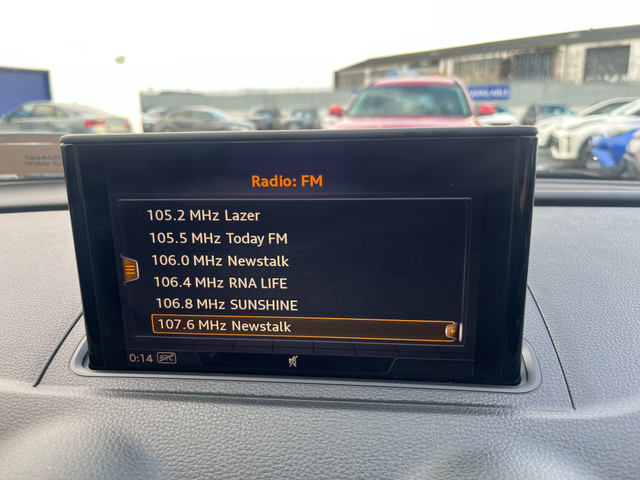 AVAILABLE
Radio: FM
105.2 MHz Lazer
105.5 MHz Today FM
106.0 MHz Newstalk
106.4 MHz RNA LIFE
106.8 MHz SUNSHINE
107.6 MHz Newstalk
0:14